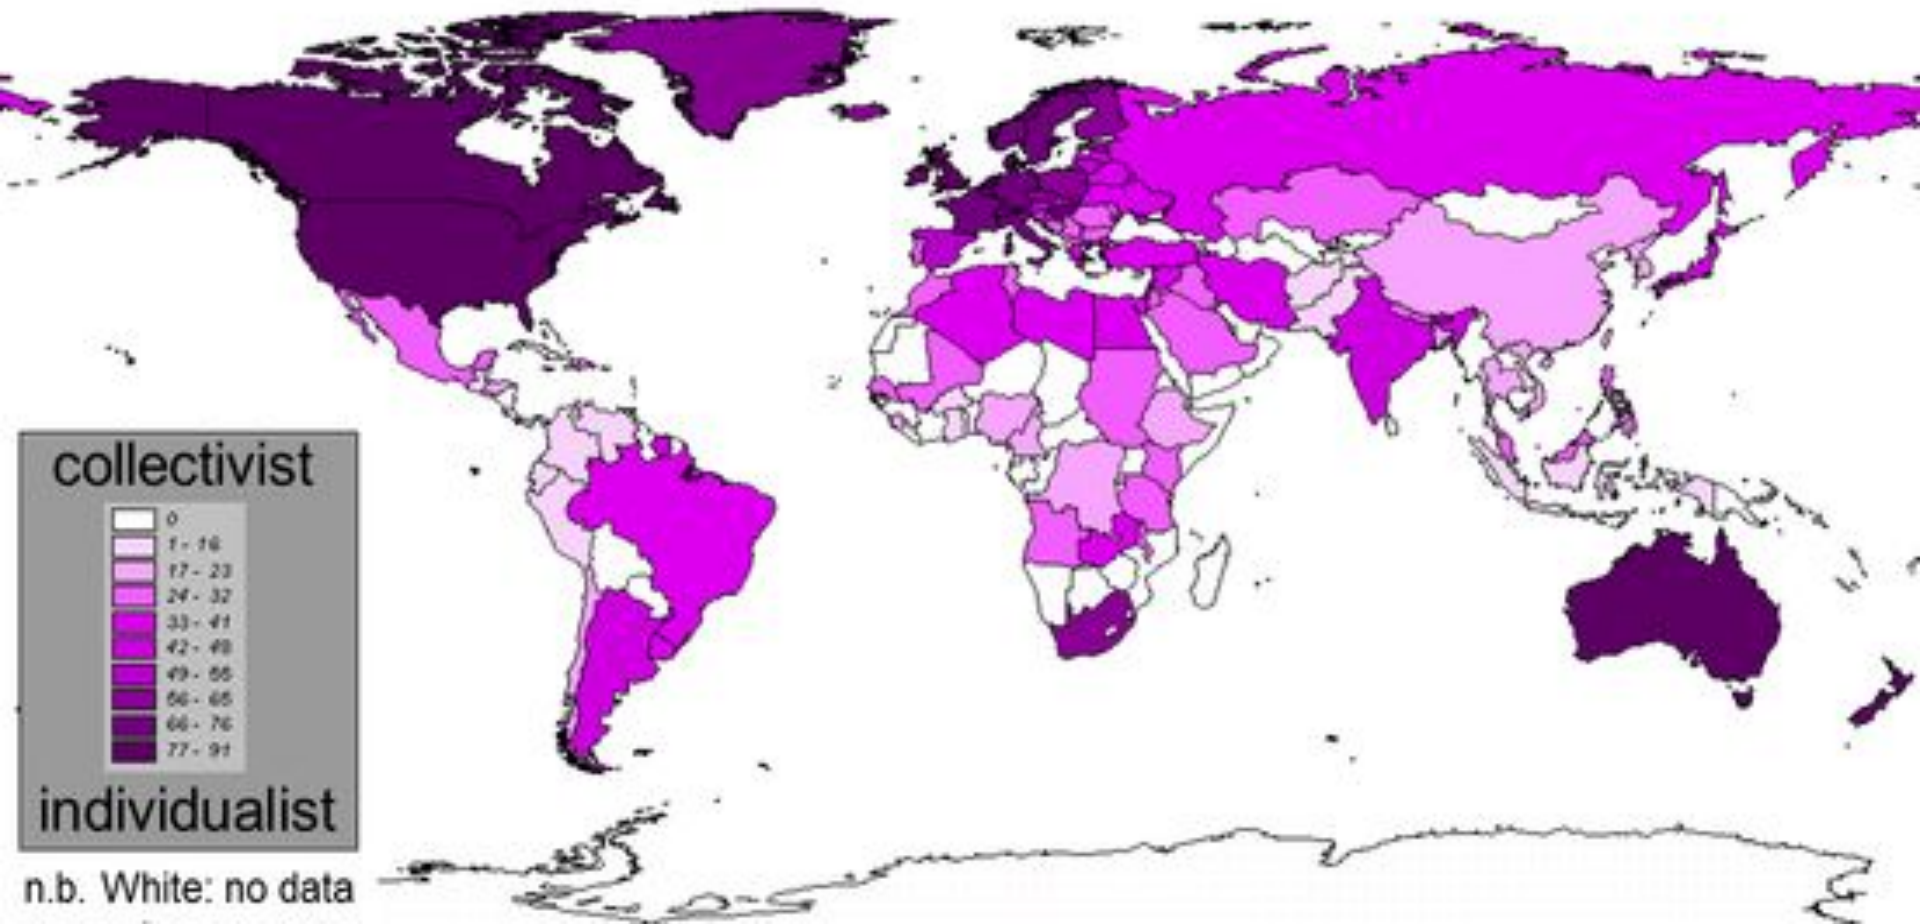 collectivist
0
1 - 16
17 - 23
24 - 32
33 - 41
42 - 48
49 - 55
56 - 65
66 - 76
77 - 91
individualist
n.b. White: no data